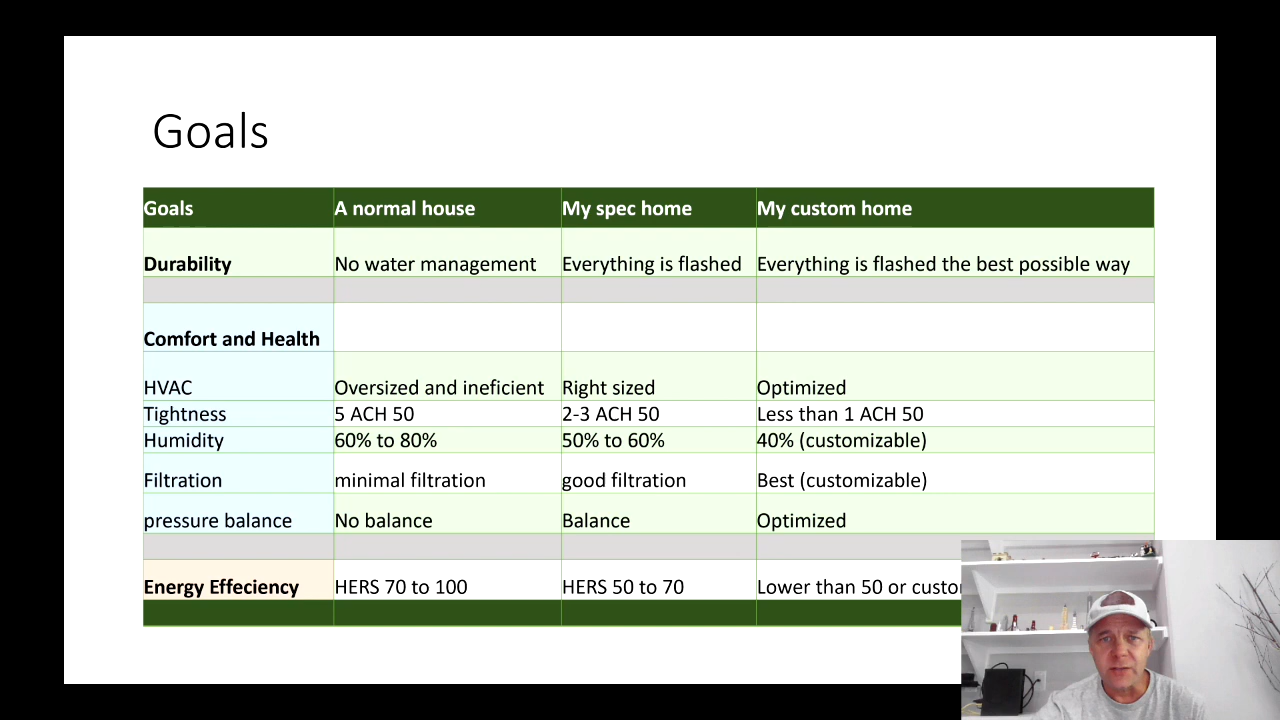 Goals
Goals A normal house My spec home My custom home
Durability No water management Everything is flashed Everything is flashed the best possible way
Comfort and Health
HVAC Oversized and ineficient Right sized Optimized
Tightness 5 ACH 50 2-3 ACH 50 Less than 1 ACH 50
Humidity 60% to 80% 50% to 60% 40% (customizable)
Filtration minimal filtration good filtration Best (customizable)
pressure balance No balance Balance Optimized
Energy Effeciency HERS 70 to 100 HERS 50 to 70 Lower than 50 or